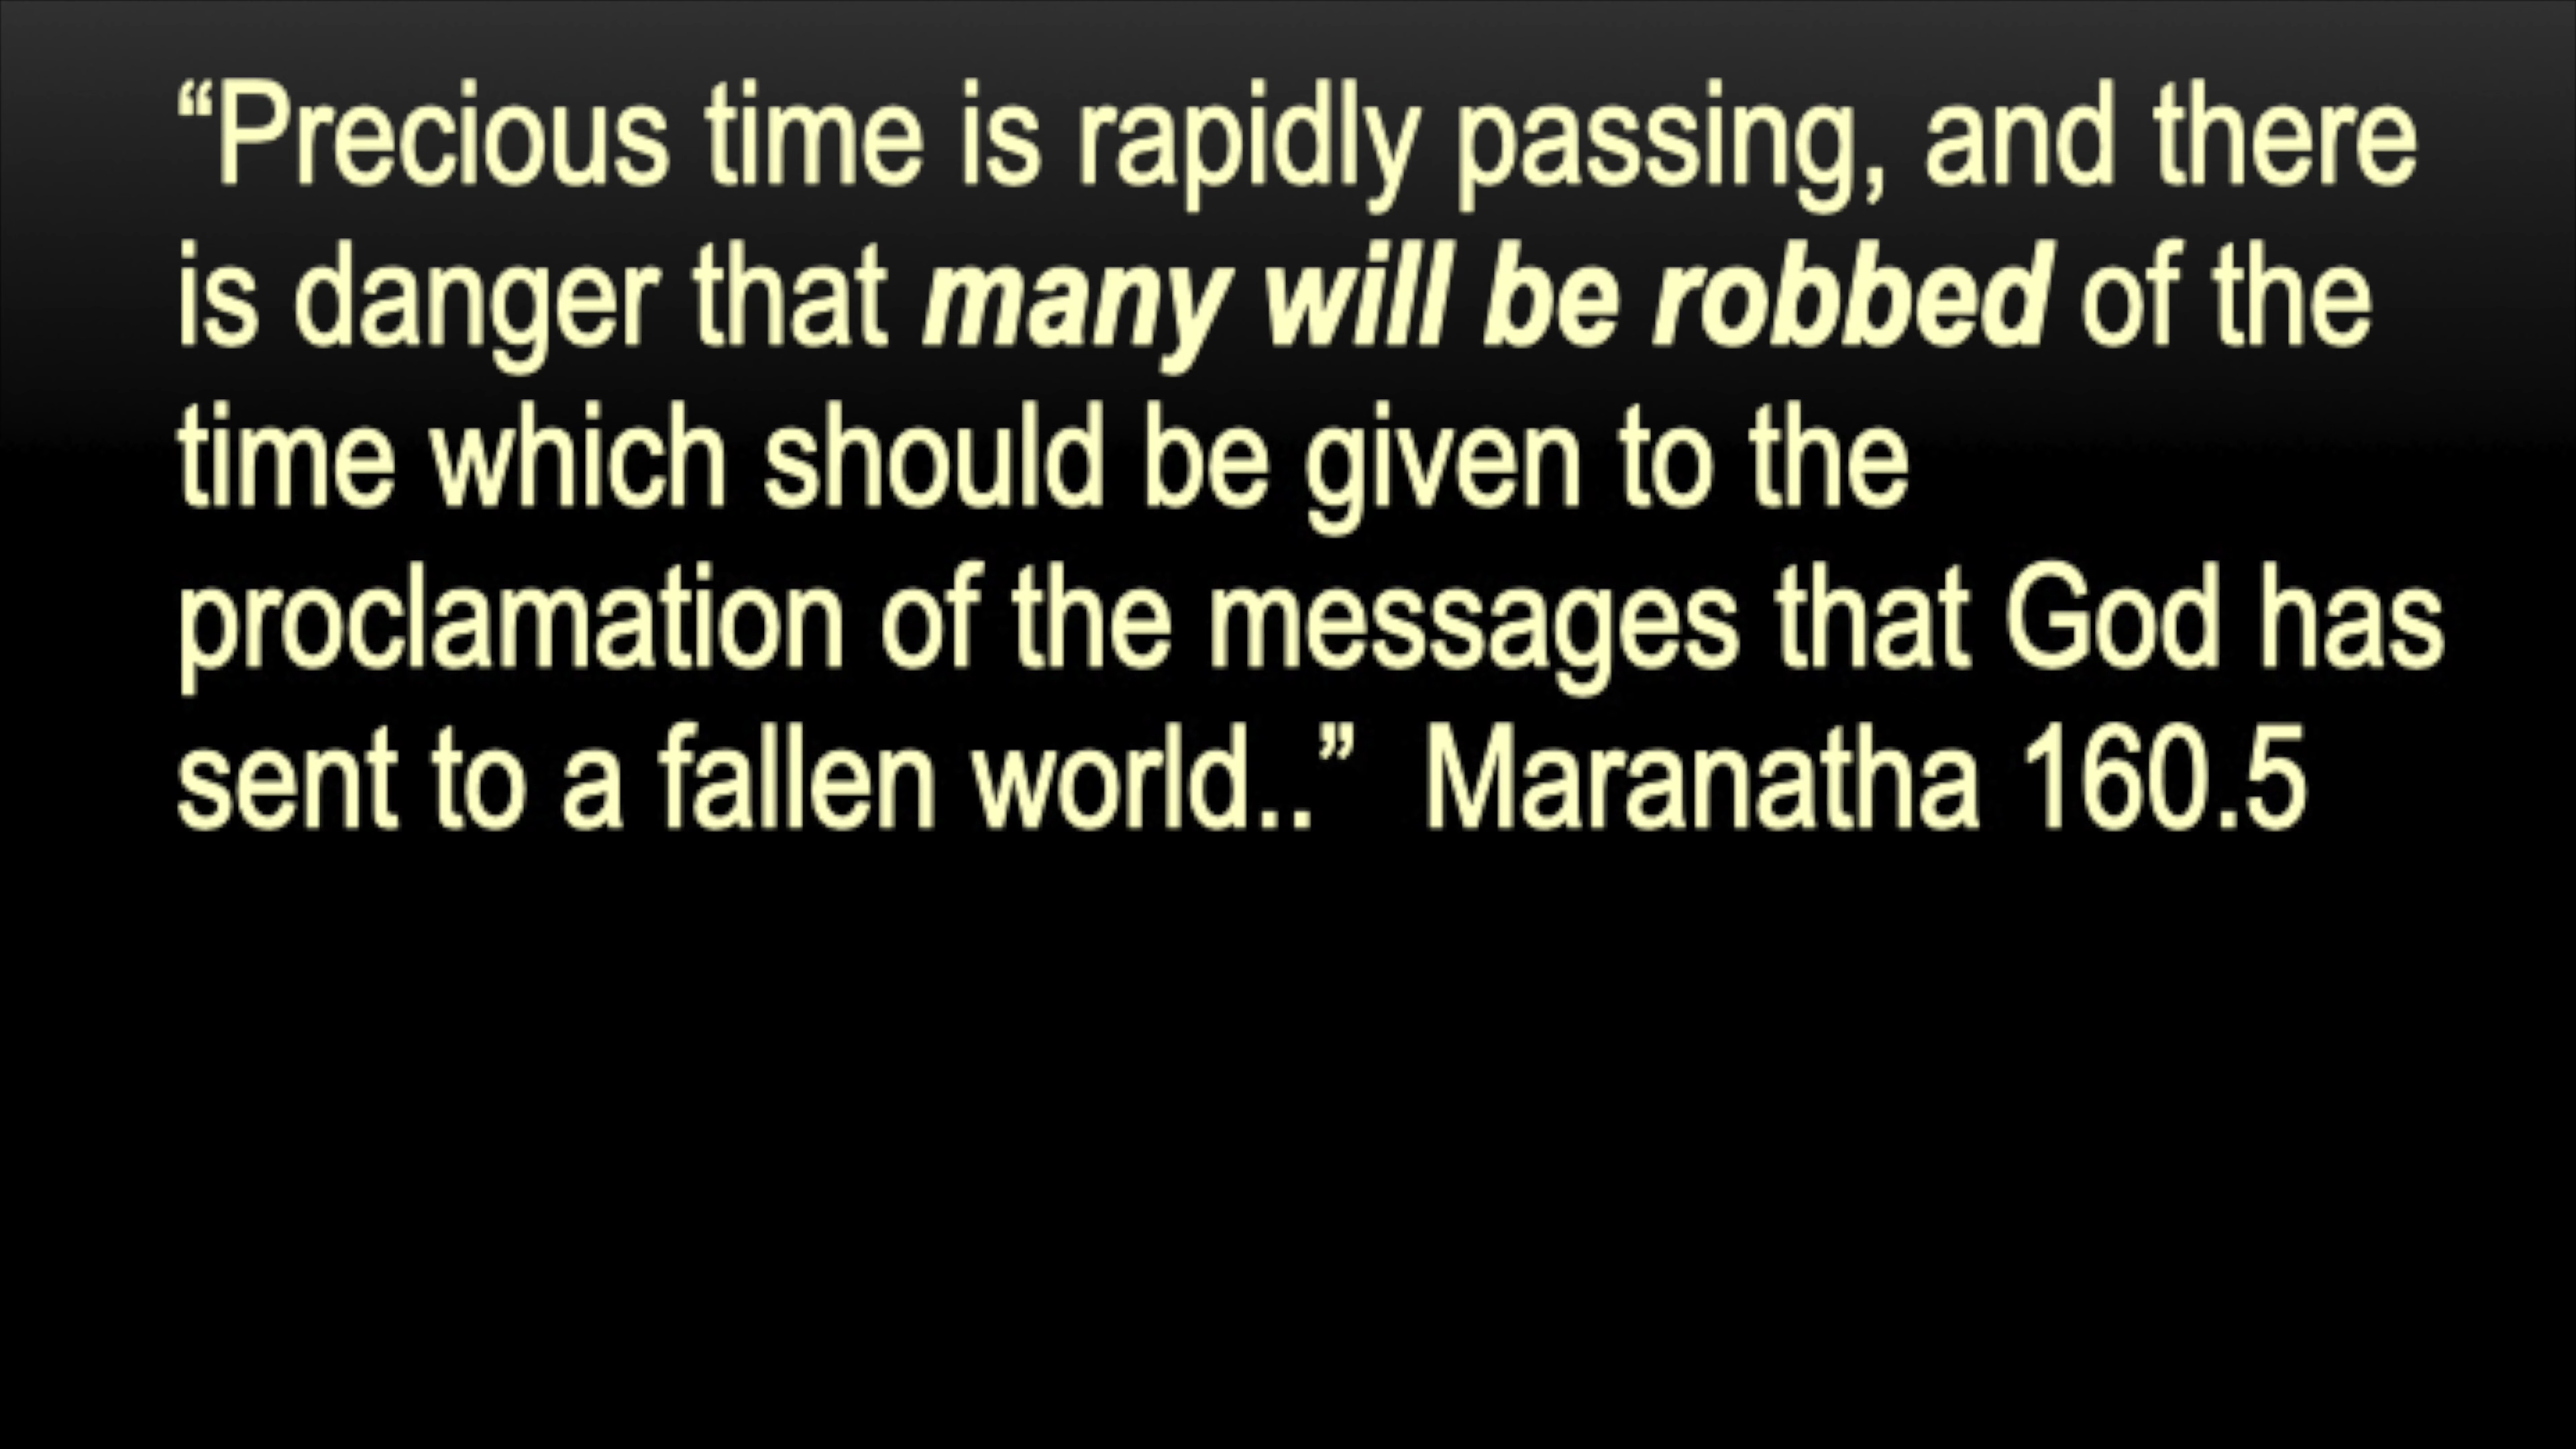 “Precious time is rapidly passing, and there
is danger that many will be robbed of the
time which should be given to the
proclamation of the messages that God has
sent to a fallen world..”  Maranatha 160.5